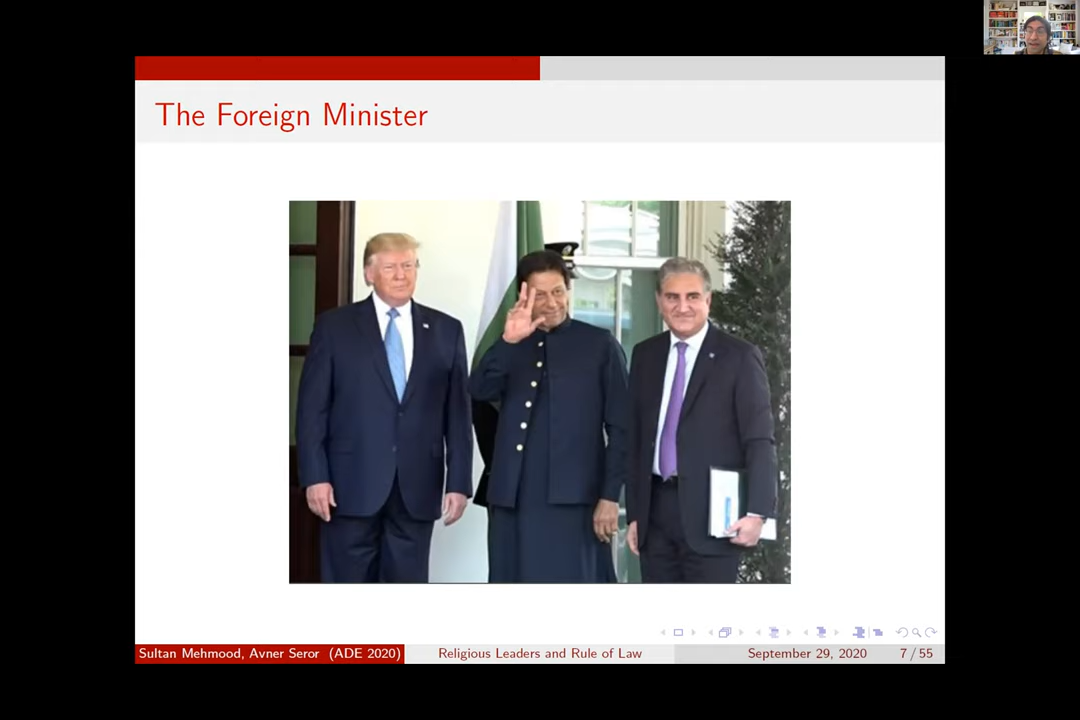 The Foreign Minister
Sultan Mehmood, Avner Seror (ADE 2020)
Religious Leaders and Rule of Law
September 29, 2020
7 / 55